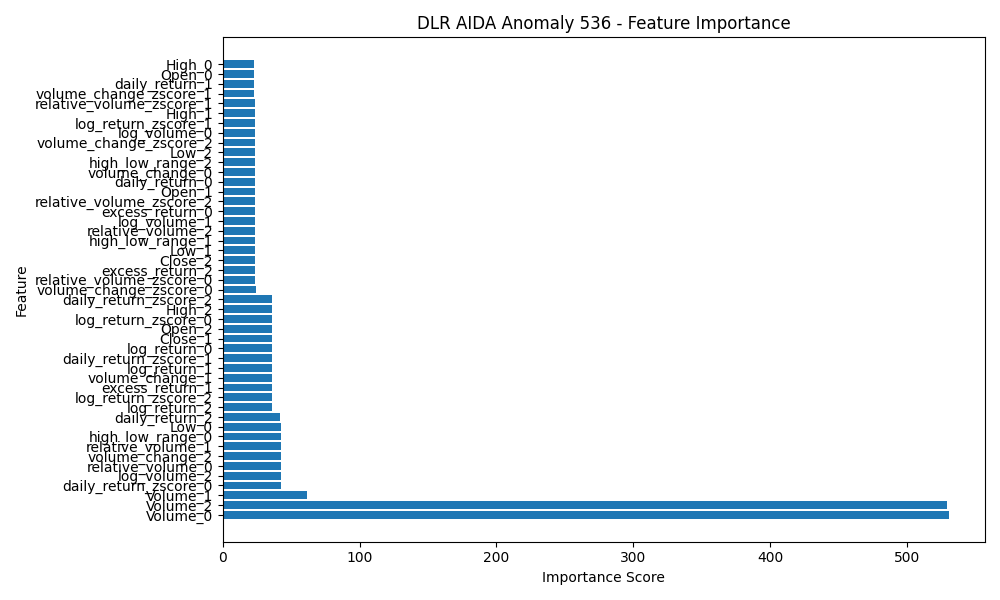 DLR AIDA Anomaly 536 - Feature Importance
High_0
Open_0
daily_return_1
volume_change_zscore_1
relative_volume_zscore_1
High_1
log_return_zscore_1
log_volume_0
volume_change_zscore_2
Low_2
high_low_range_2
volume_change_0
daily_return_0
Open_1
relative_volume_zscore_2
excess_return_0
log_volume_1
relative_volume_2
high_low_range_1
Low_1
Close_2
excess_return_2
relative_volume_zscore_0
volume_change_zscore_0
daily_return_zscore_2
High_2
log_return_zscore_0
Open_2
Close_1
log_return_0
daily_return_zscore_1
log_return_1
volume_change_1
excess_return_1
log_return_zscore_2
log_return_2
daily_return_2
Low_0
high_low_range_0
relative_volume_1
volume_change_2
relative_volume_0
log_volume_2
daily_return_zscore_0
Volume_1
Volume_2
Volume_0
Feature
0 100 200 300 400 500
Importance Score